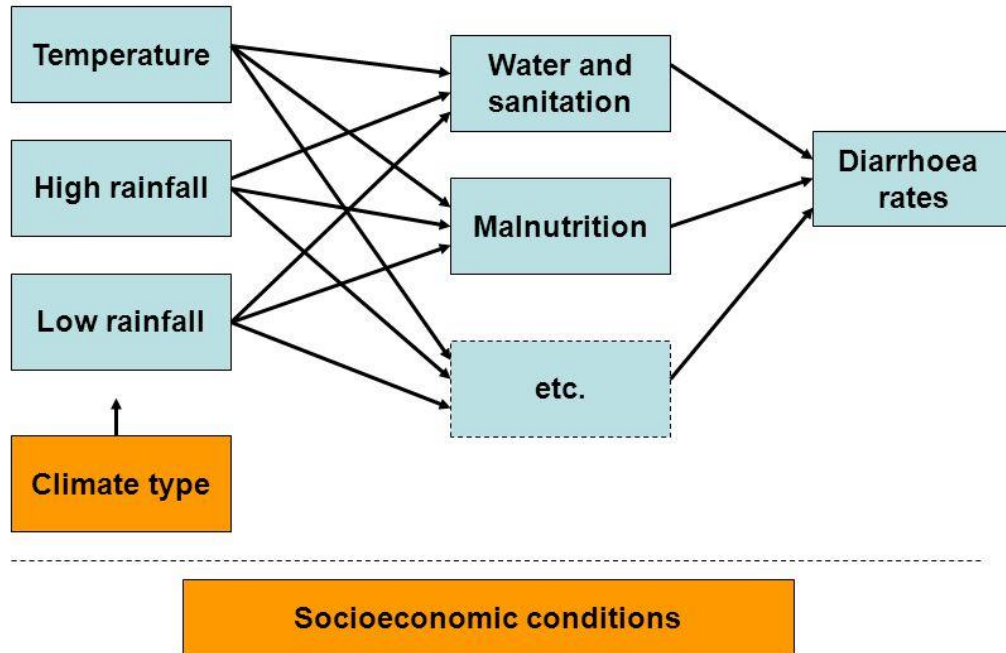 Temperature
High rainfall
Low rainfall
Climate type
Water and
sanitation
Malnutrition
etc.
Diarrhoea
rates
Socioeconomic conditions